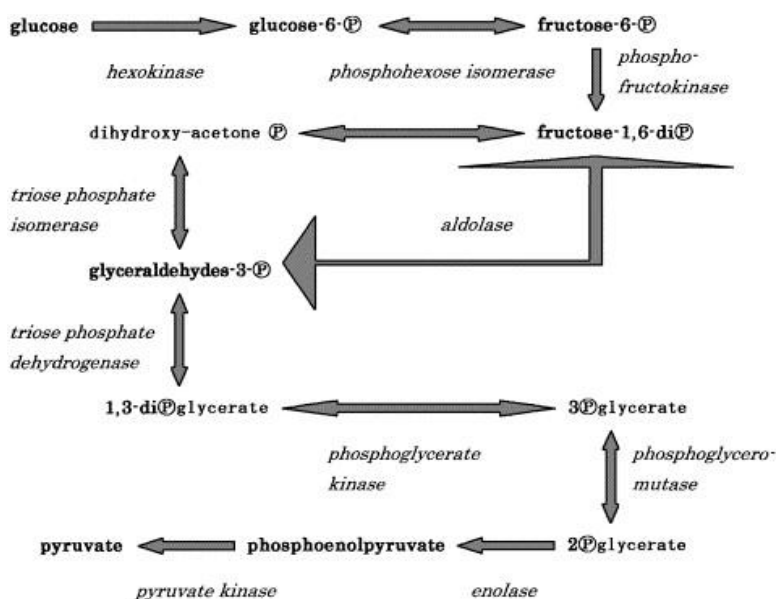 glucose glucose-6-Ⓟ fructose-6-Ⓟ
hexokinase phosphohexose isomerase phospho-
fructokinase
dihydroxy-acetone Ⓟ fructose-1,6-diⓅ
triose phosphate
isomerase
aldolase
glyceraldehydes-3-Ⓟ
triose phosphate
dehydrogenase
1,3-diⓅglycerate 3Ⓟglycerate
phosphoglycerate
kinase
phosphoglycero-
mutase
pyruvate phosphoenolpyruvate 2Ⓟglycerate
pyruvate kinase enolase